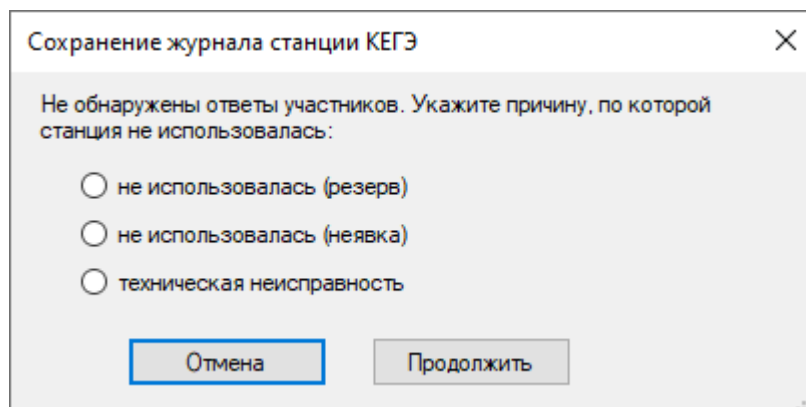 Сохранение журнала станции КЕГЭ
Не обнаружены ответы участников. Укажите причину, по которой
станция не использовалась:
не использовалась (резерв)
не использовалась (неявка)
техническая неисправность
Отмена
Продолжить